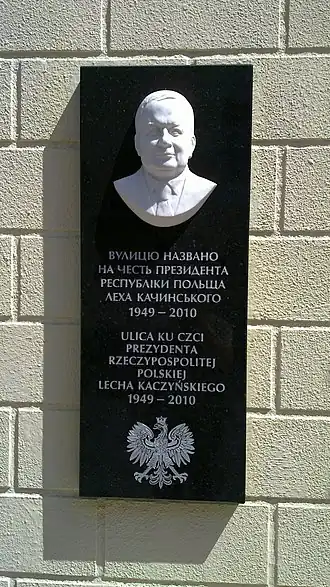 ВУЛИЦЮ НАЗВАНО
НА ЧЕСТЬ ПРЕЗИДЕНТА
РЕСПУБЛІКИ ПОЛЬЩА
ЛЕХА КАЧИНСЬКОГО
1949 – 2010
ULICA KU CZCI
PREZYDENTA
RZECZYPOSPOLITEJ
POLSKIEJ
LECHA KACZYŃSKIEGO
1949 – 2010